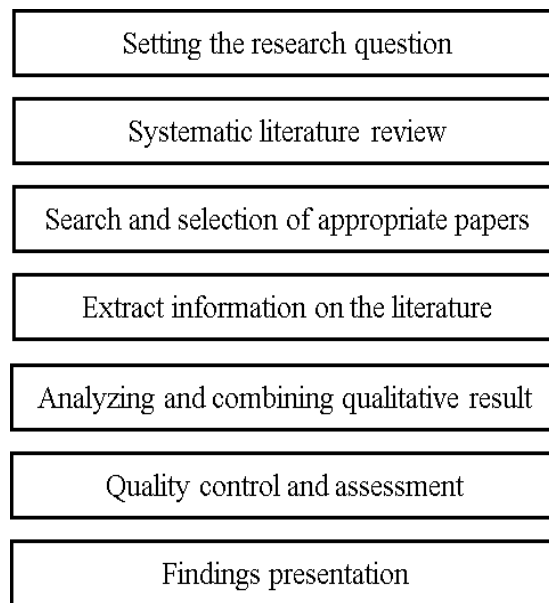 Setting the research question
Systematic literature review
Search and selection of appropriate papers
Extract information on the literature
Analyzing and combining qualitative result
Quality control and assessment
Findings presentation